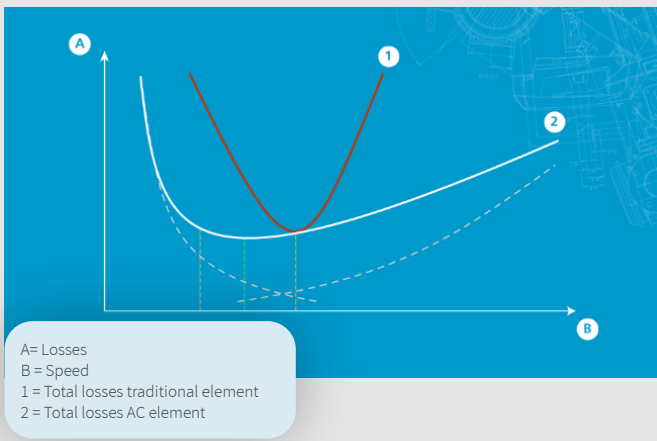 A
1
2
B
A= Losses
B = Speed
1 = Total losses traditional element
2 = Total losses AC element